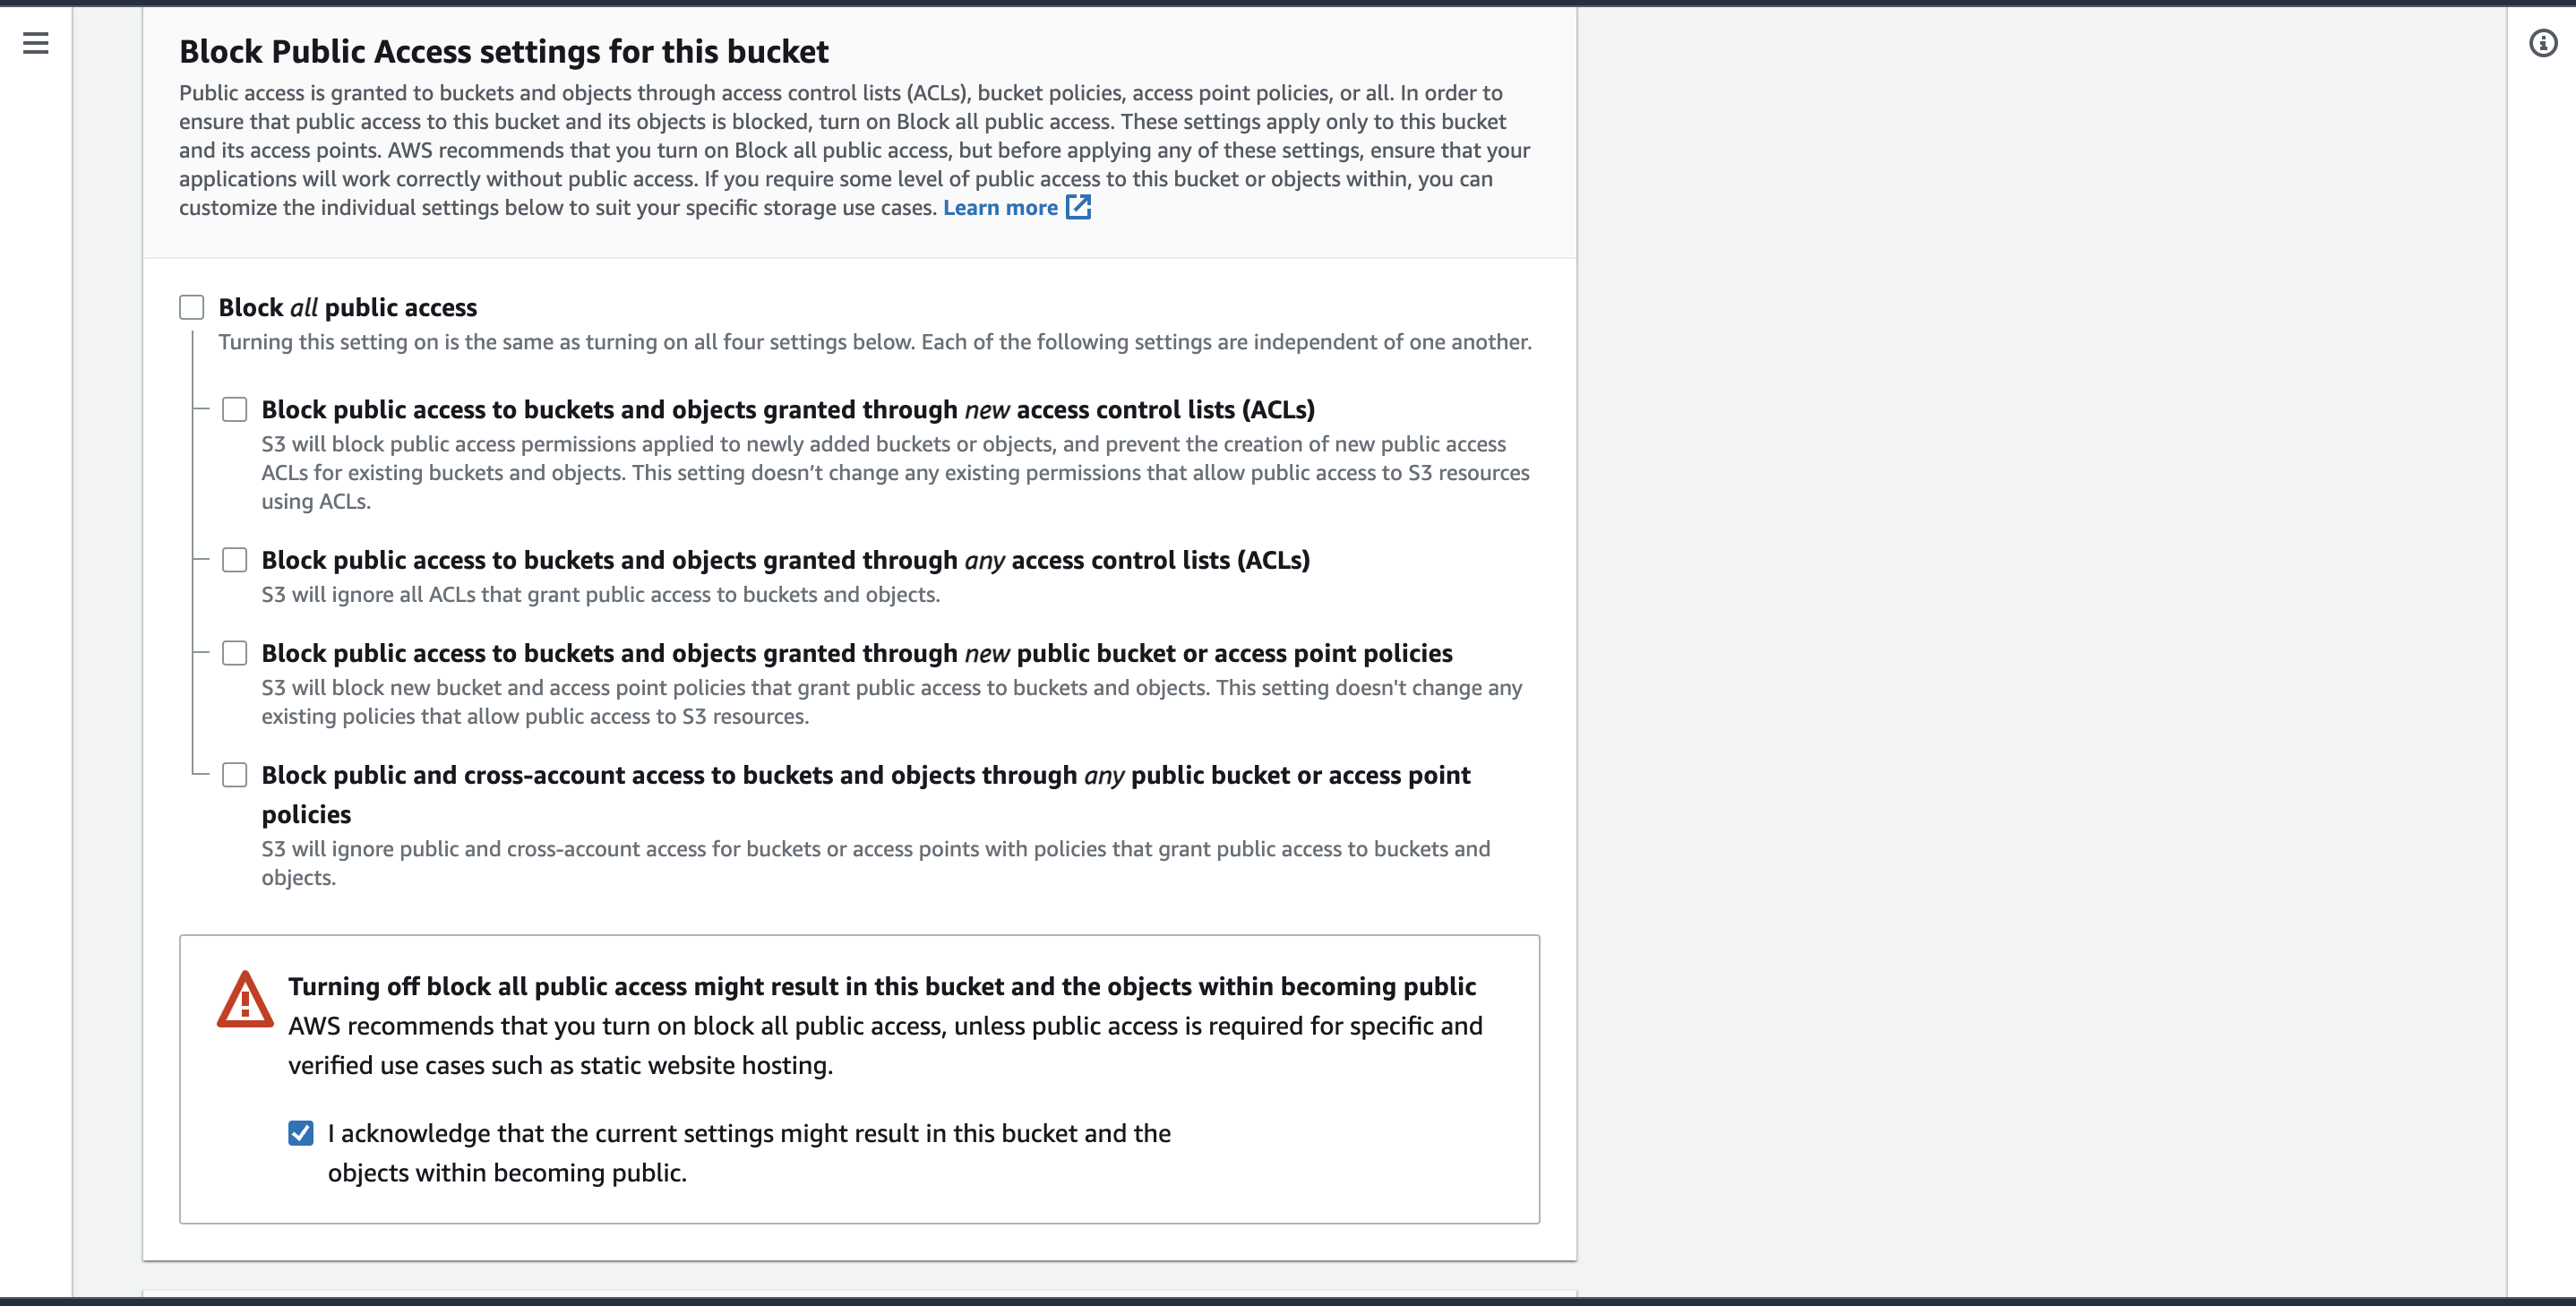 Block Public Access settings for this bucket
Public access is granted to buckets and objects through access control lists (ACLs), bucket policies, access point policies, or all. In order to
ensure that public access to this bucket and its objects is blocked, turn on Block all public access. These settings apply only to this bucket
and its access points. AWS recommends that you turn on Block all public access, but before applying any of these settings, ensure that your
applications will work correctly without public access. If you require some level of public access to this bucket or objects within, you can
customize the individual settings below to suit your specific storage use cases. Learn more
Block all public access
Turning this setting on is the same as turning on all four settings below. Each of the following settings are independent of one another.
Block public access to buckets and objects granted through new access control lists (ACLs)
S3 will block public access permissions applied to newly added buckets or objects, and prevent the creation of new public access
ACLs for existing buckets and objects. This setting doesn’t change any existing permissions that allow public access to S3 resources
using ACLs.
Block public access to buckets and objects granted through any access control lists (ACLs)
S3 will ignore all ACLs that grant public access to buckets and objects.
Block public access to buckets and objects granted through new public bucket or access point policies
S3 will block new bucket and access point policies that grant public access to buckets and objects. This setting doesn't change any
existing policies that allow public access to S3 resources.
Block public and cross-account access to buckets and objects through any public bucket or access point
policies
S3 will ignore public and cross-account access for buckets or access points with policies that grant public access to buckets and
objects.
Turning off block all public access might result in this bucket and the objects within becoming public
AWS recommends that you turn on block all public access, unless public access is required for specific and
verified use cases such as static website hosting.
I acknowledge that the current settings might result in this bucket and the
objects within becoming public.